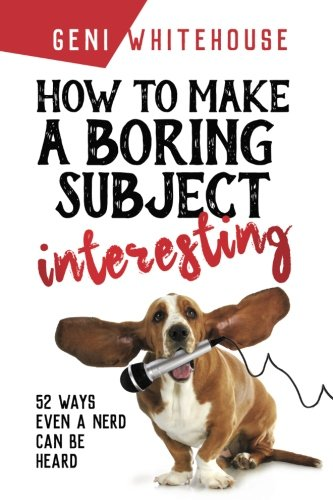 GENI WHITEHOUSE
HOW TO MAKE
A BORING
SUBJECT
interesting
52 WAYS
EVEN A NERD
CAN BE
HEARD